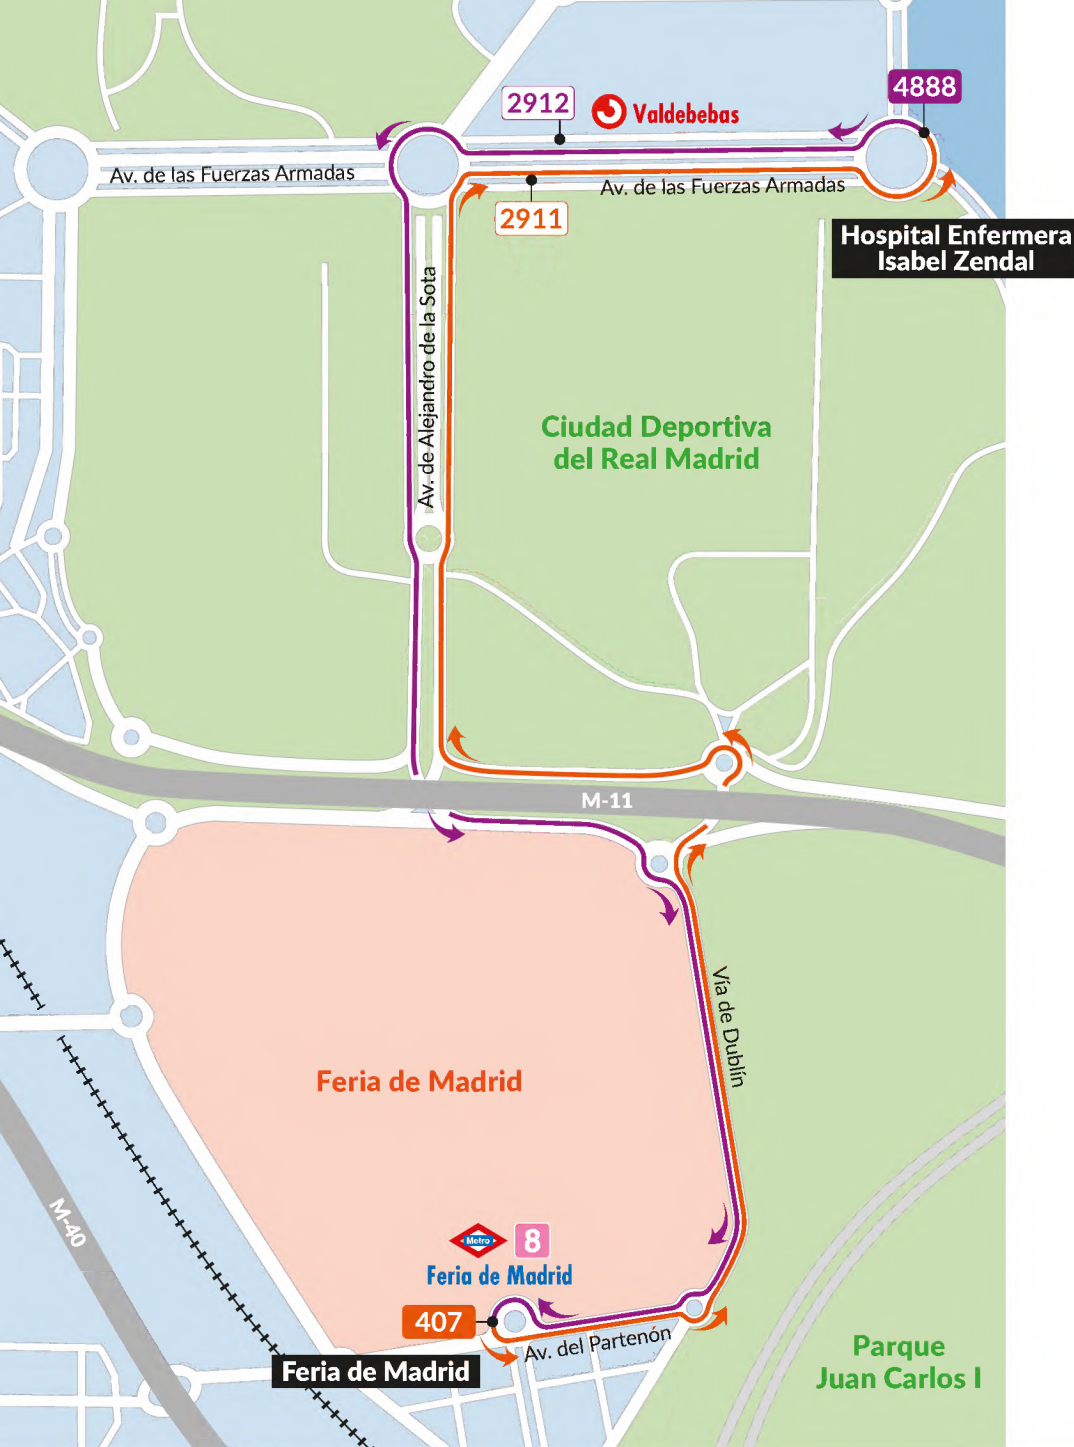 4888
2912
Valdebebas
Av. de las Fuerzas Armadas
Av. de las Fuerzas Armadas
2911
Hospital Enfermera
Isabel Zendal
Av. de Alejandro de la Sota
Ciudad Deportiva
del Real Madrid
M-11
Vía de Dublín
Feria de Madrid
M-40
Metro
8
Feria de Madrid
407
Av. del Partenón
Feria de Madrid
Parque
Juan Carlos I